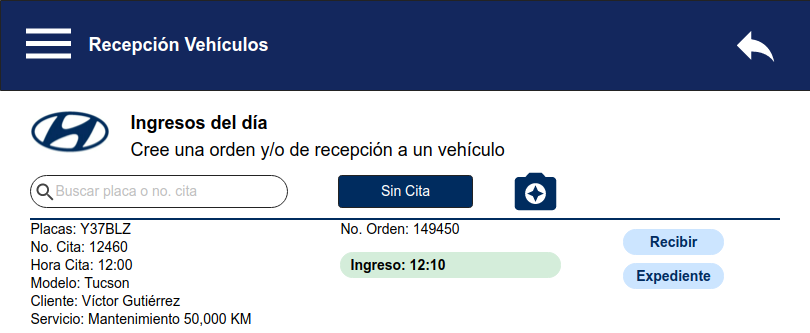 Recepción Vehículos
Ingresos del día
Cree una orden y/o de recepción a un vehículo
Buscar placa o no. cita
Sin Cita
Placas: Y37BLZ
No. Cita: 12460
Hora Cita: 12:00
Modelo: Tucson
Cliente: Víctor Gutiérrez
Servicio: Mantenimiento 50,000 KM
No. Orden: 149450
Ingreso: 12:10
Recibir
Expediente